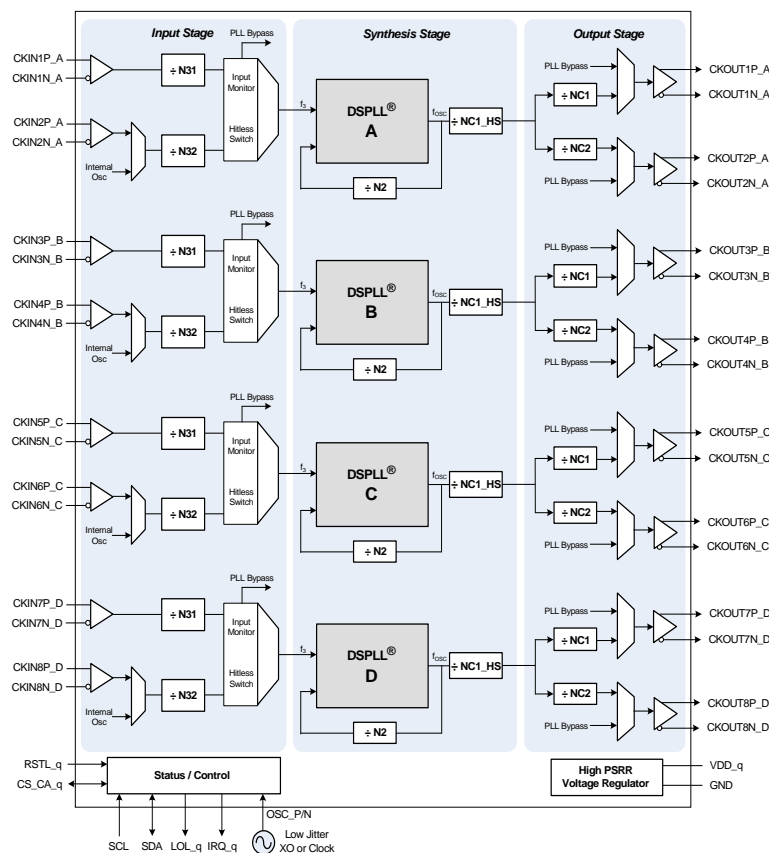 Input Stage
PLL Bypass
Synthesis Stage
Output Stage
CKIN1P_A
CKIN1N_A
÷ N31
Input
Monitor
Hitless
Switch
CKIN2P_A
CKIN2N_A
Internal
Osc
÷ N32
f3
DSPLL®
A
fOSC
÷ NC1_HS
÷ N2
PLL Bypass
÷ NC1
CKOUT1P_A
CKOUT1N_A
÷ NC2
PLL Bypass
CKOUT2P_A
CKOUT2N_A
PLL Bypass
CKIN3P_B
CKIN3N_B
÷ N31
Input
Monitor
Hitless
Switch
CKIN4P_B
CKIN4N_B
Internal
Osc
÷ N32
f3
DSPLL®
B
fOSC
÷ NC1_HS
÷ N2
PLL Bypass
÷ NC1
CKOUT3P_B
CKOUT3N_B
÷ NC2
PLL Bypass
CKOUT4P_B
CKOUT4N_B
PLL Bypass
CKIN5P_C
CKIN5N_C
÷ N31
Input
Monitor
Hitless
Switch
CKIN6P_C
CKIN6N_C
Internal
Osc
÷ N32
f3
DSPLL®
C
fOSC
÷ NC1_HS
÷ N2
PLL Bypass
÷ NC1
CKOUT5P_C
CKOUT5N_C
÷ NC2
PLL Bypass
CKOUT6P_C
CKOUT6N_C
PLL Bypass
CKIN7P_D
CKIN7N_D
÷ N31
Input
Monitor
Hitless
Switch
CKIN8P_D
CKIN8N_D
Internal
Osc
÷ N32
f3
DSPLL®
D
fOSC
÷ NC1_HS
÷ N2
PLL Bypass
÷ NC1
CKOUT7P_D
CKOUT7N_D
÷ NC2
PLL Bypass
CKOUT8P_D
CKOUT8N_D
RSTL_q
CS_CA_q
Status / Control
High PSRR
Voltage Regulator
VDD_q
GND
OSC_P/N
SCL
SDA
LOL_q
IRQ_q
Low Jitter
XO or Clock